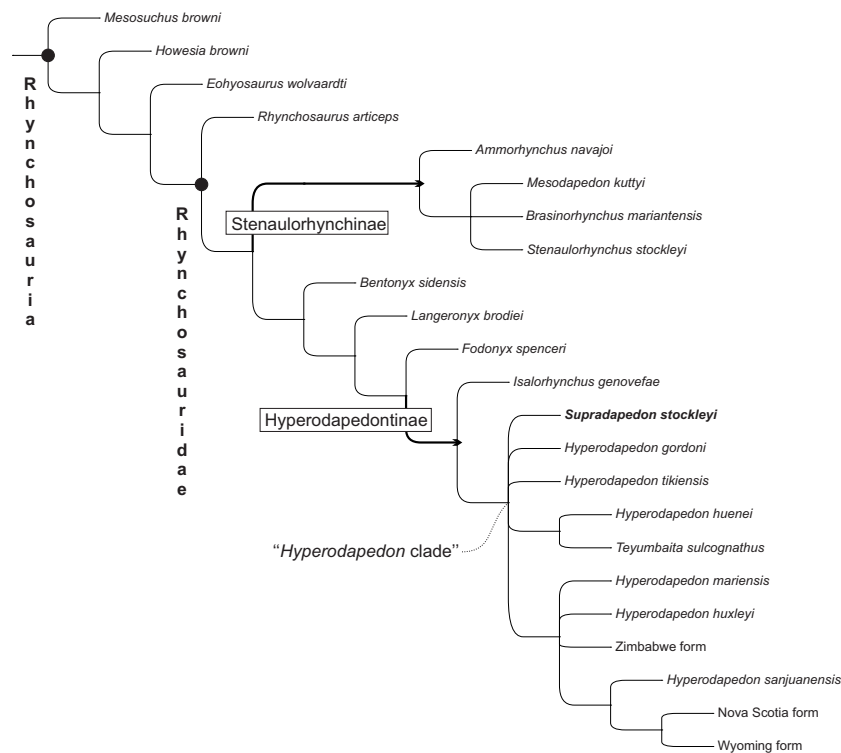 Mesosuchus browni
Howesia browni
Eohyosaurus wolvaardti
Rhynchosauria
Rhynchosaurus articeps
Ammorhynchus navajoi
Mesodapedon kuttyi
Rhynchosauridae
Stenaulorhynchinae
Brasinorhynchus mariantensis
Stenaulorhynchus stockleyi
Bentonyx sidensis
Langeronyx brodiei
Fodonyx spenceri
Isalorhynchus genovefae
Hyperodapedontinae
Supradapedon stockleyi
Hyperodapedon gordoni
Hyperodapedon tikiensis
Hyperodapedon huenei
“Hyperodapedon clade”
Teyumbaita sulcognathus
Hyperodapedon mariensis
Hyperodapedon huxleyi
Zimbabwe form
Hyperodapedon sanjuanensis
Nova Scotia form
Wyoming form